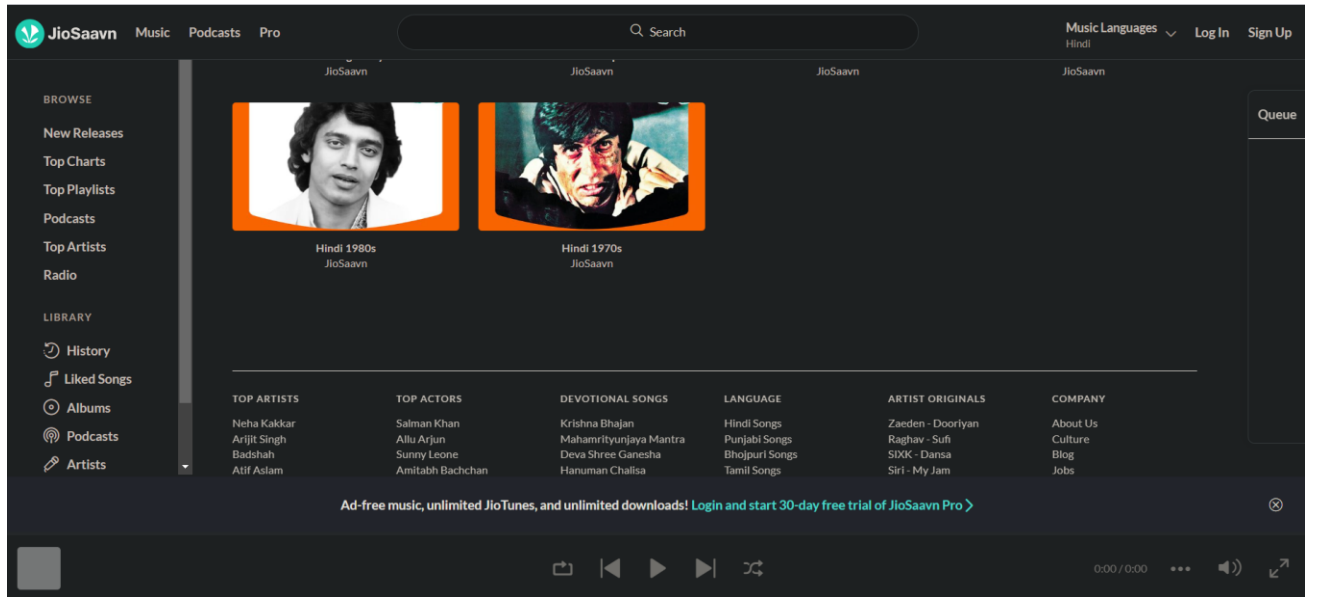 JioSaavn Music Podcasts Pro
Search
Music Languages
Hindi
Log In Sign Up
BROWSE
New Releases
Top Charts
Top Playlists
Podcasts
Top Artists
Radio
LIBRARY
History
Liked Songs
Albums
Podcasts
Artists
JioSaavn JioSaavn JioSaavn JioSaavn
Hindi 1980s
JioSaavn
Hindi 1970s
JioSaavn
Queue
TOP ARTISTS
Neha Kakkar
Arijit Singh
Badshah
Atif Aslam
TOP ACTORS
Salman Khan
Allu Arjun
Sunny Leone
Amitabh Bachchan
DEVOTIONAL SONGS
Krishna Bhajan
Mahamrityunjaya Mantra
Deva Shree Ganesha
Hanuman Chalisa
LANGUAGE
Hindi Songs
Punjabi Songs
Bhojpuri Songs
Tamil Songs
ARTIST ORIGINALS
Zaeden - Dooriyan
Raghav - Sufi
SIXK - Dansa
Siri - My Jam
COMPANY
About Us
Culture
Blog
Jobs
Ad-free music, unlimited JioTunes, and unlimited downloads! Login and start 30-day free trial of JioSaavn Pro
0:00 / 0:00